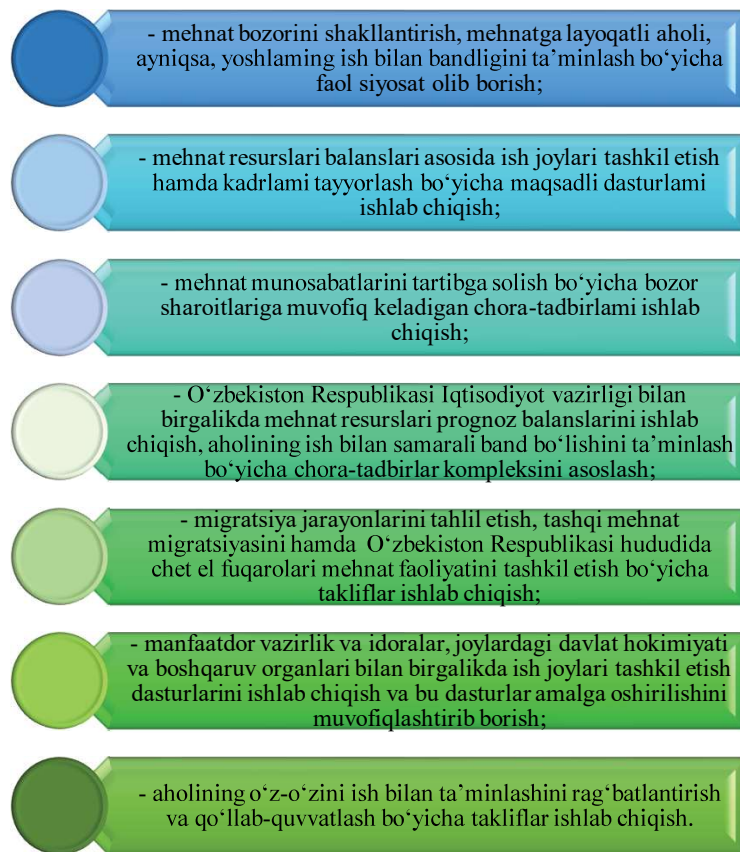 - mehnat bozorini shakllantirish, mehnatga layoqatli aholi,
ayniqsa, yoshlaming ish bilan bandligini ta’minlash bo‘yicha
faol siyosat olib borish;
- mehnat resurslari balanslari asosida ish joylari tashkil etish
hamda kadrlami tayyorlash bo‘yicha maqsadli dasturlami
ishlab chiqish;
- mehnat munosabatlarini tartibga solish bo‘yicha bozor
sharoitlariga muvofiq keladigan chora-tadbirlami ishlab
chiqish;
- O‘zbekiston Respublikasi Iqtisodiyot vazirligi bilan
birgalikda mehnat resurslari prognoz balanslarini ishlab
chiqish, aholining ish bilan samarali band bo‘lishini ta’minlash
bo‘yicha chora-tadbirlar kompleksini asoslash;
- migratsiya jarayonlarini tahlil etish, tashqi mehnat
migratsiyasini hamda O‘zbekiston Respublikasi hududida
chet el fuqarolari mehnat faoliyatini tashkil etish bo‘yicha
takliflar ishlab chiqish;
- manfaatdor vazirlik va idoralar, joylardagi davlat hokimiyati
va boshqaruv organlari bilan birgalikda ish joylari tashkil etish
dasturlarini ishlab chiqish va bu dasturlar amalga oshirilishini
muvofiqlashtirib borish;
- aholining o‘z-o‘zini ish bilan ta’minlashini rag‘batlantirish
va qo‘llab-quvvatlash bo‘yicha takliflar ishlab chiqish.